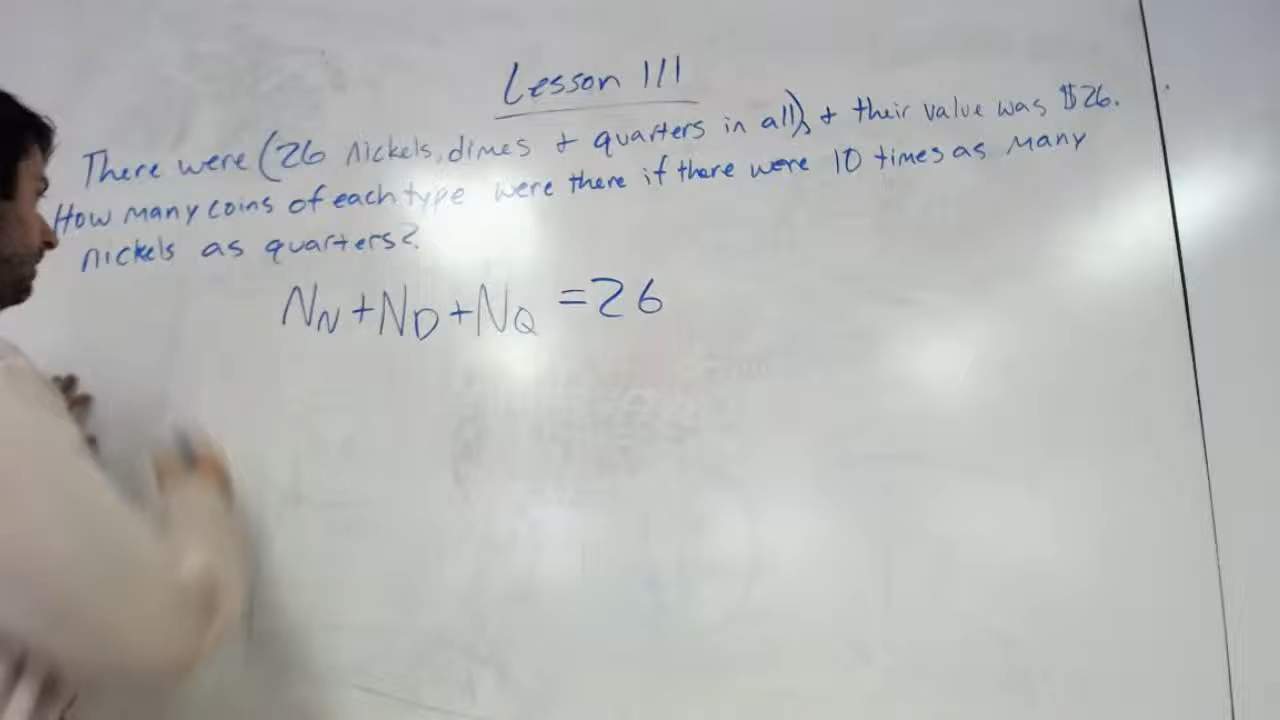 Lesson 111
There were (26 nickels, dimes + quarters in all), + their value was $26.
How many coins of each type were there if there were 10 times as many
nickels as quarters?
N_N + N_D + N_Q = 26